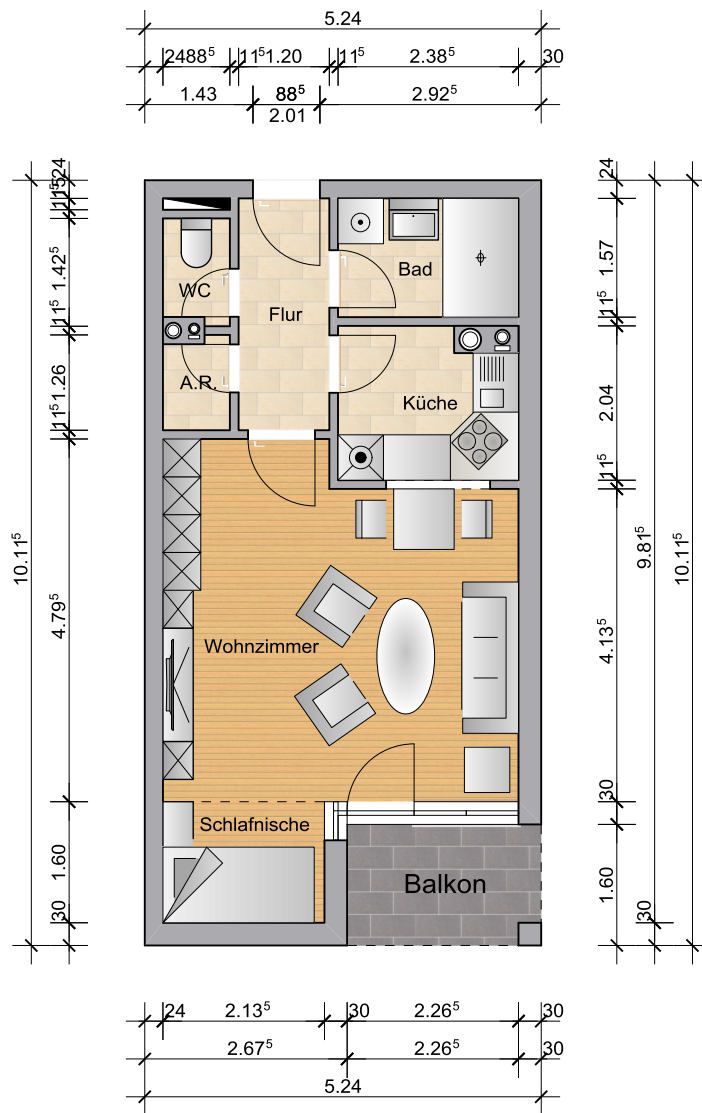 5.24
24 88⁵ 11⁵ 1.20 11⁵ 2.38⁵ 30
1.43 88⁵ 2.92⁵
2.01
24
11⁵
1.42⁵
11⁵
1.26
11⁵
4.79⁵
1.60
30
10.11⁵
WC
Flur
Bad
A.R.
Küche
Wohnzimmer
Schlafnische
Balkon
24
1.57
11⁵
2.04
11⁵
4.13⁵
30
1.60
9.81⁵
30
10.11⁵
24 2.13⁵ 30 2.26⁵ 30
2.67⁵ 2.26⁵ 30
5.24